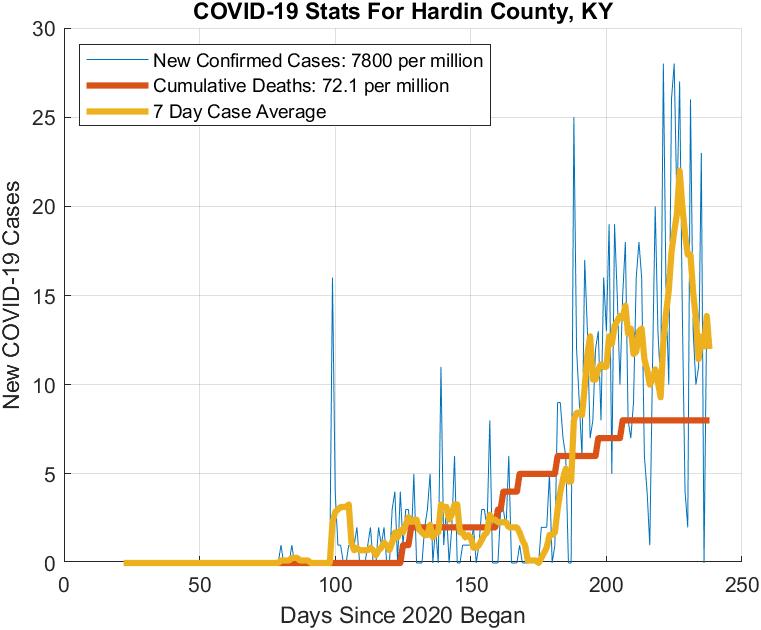 COVID-19 Stats For Hardin County, KY
New Confirmed Cases: 7800 per million
Cumulative Deaths: 72.1 per million
7 Day Case Average
New COVID-19 Cases
30
25
20
15
10
5
0
0 50 100 150 200 250
Days Since 2020 Began